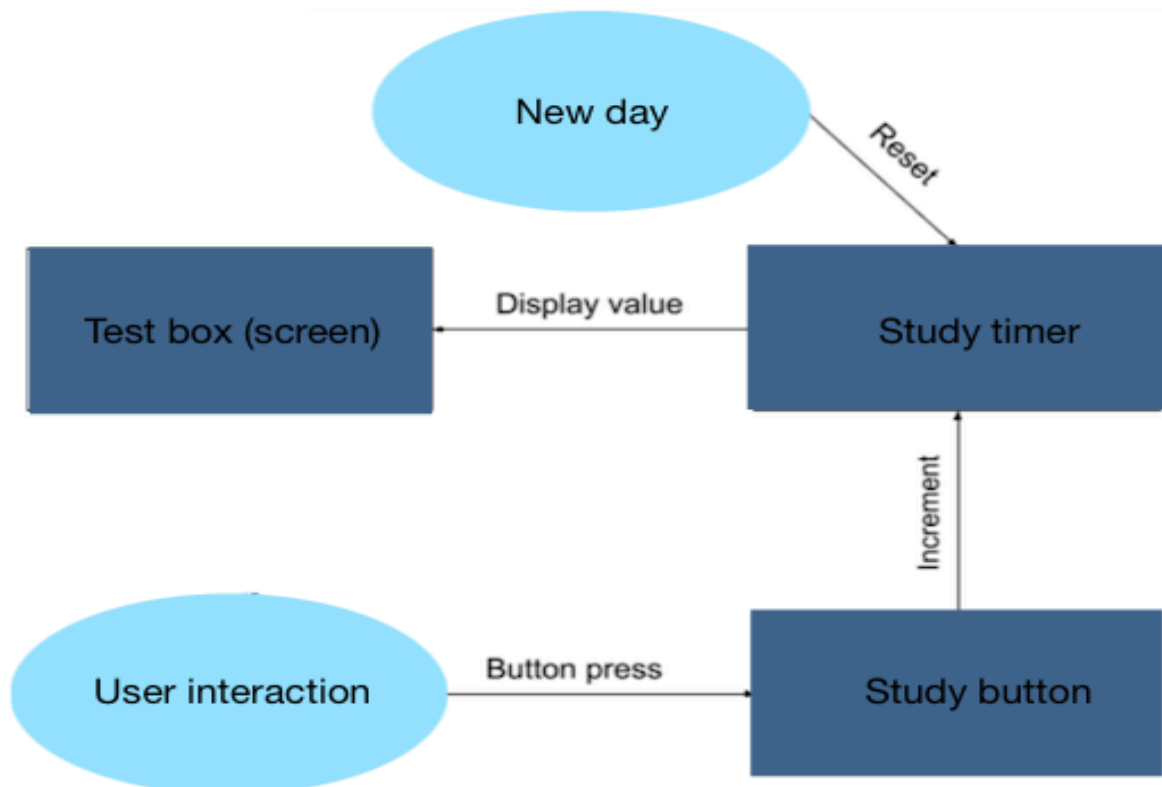 New day
Reset
Test box (screen)
Display value
Study timer
Increment
User interaction
Button press
Study button